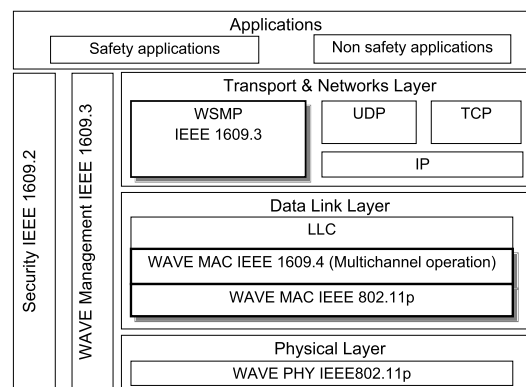 Applications
Safety applications
Non safety applications
Security IEEE 1609.2
WAVE Management IEEE 1609.3
Transport & Networks Layer
WSMP
IEEE 1609.3
UDP
TCP
IP
Data Link Layer
LLC
WAVE MAC IEEE 1609.4 (Multichannel operation)
WAVE MAC IEEE 802.11p
Physical Layer
WAVE PHY IEEE802.11p